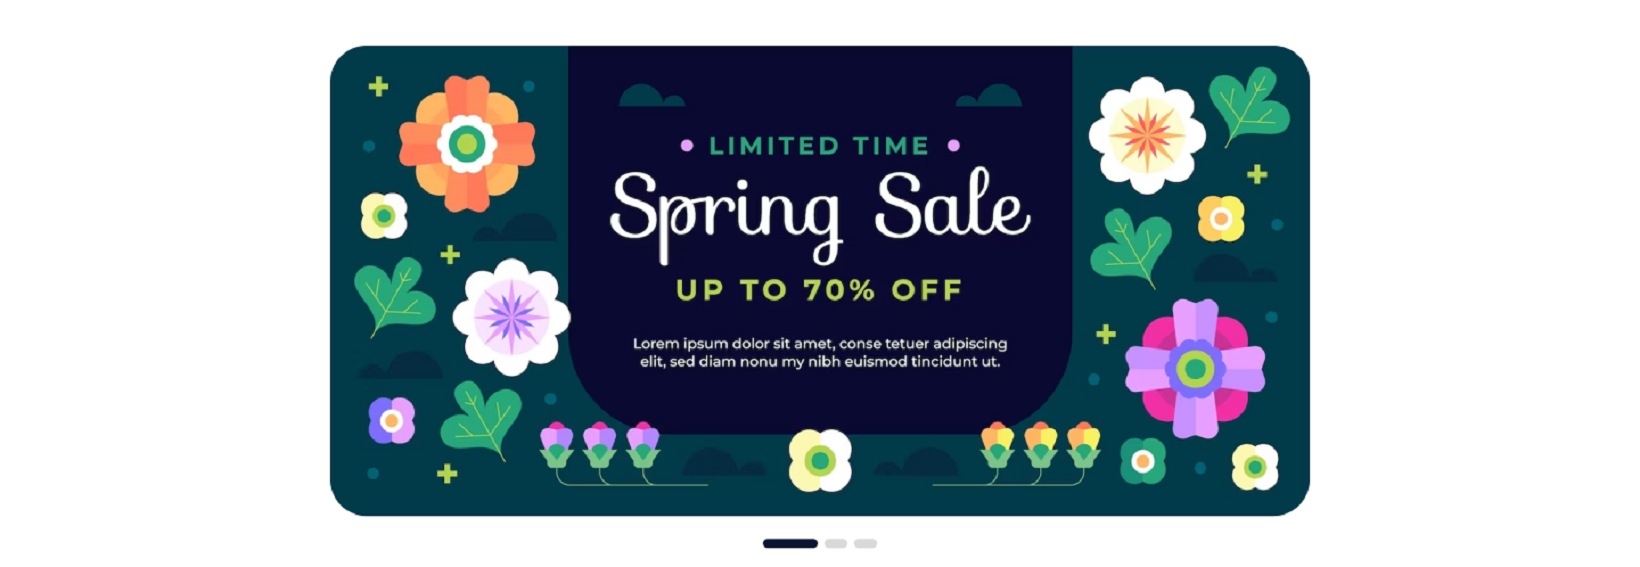 LIMITED TIME
Spring Sale
UP TO 70% OFF
Lorem ipsum dolor sit amet, conse tetuer adipiscing
elit, sed diam nonu my nibh euismod tincidunt ut.